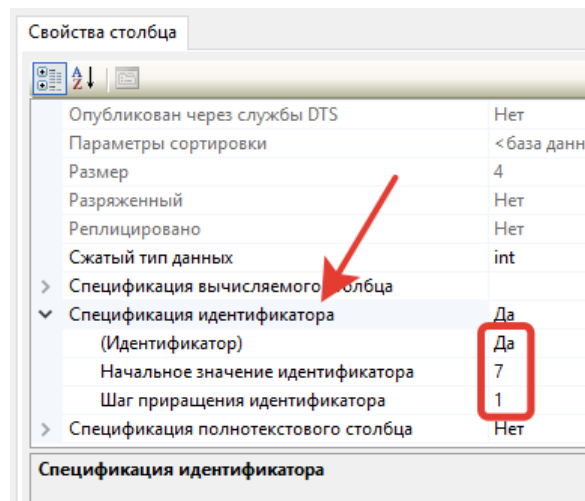 Свойства столбца
Опубликован через службы DTS Нет
Параметры сортировки <база данн
Размер 4
Разряженный Нет
Реплицировано Нет
Сжатый тип данных int
Спецификация вычисляемого столбца
Спецификация идентификатора Да
(Идентификатор) Да
Начальное значение идентификатора 7
Шаг приращения идентификатора 1
Спецификация полнотекстового столбца Нет
Спецификация идентификатора